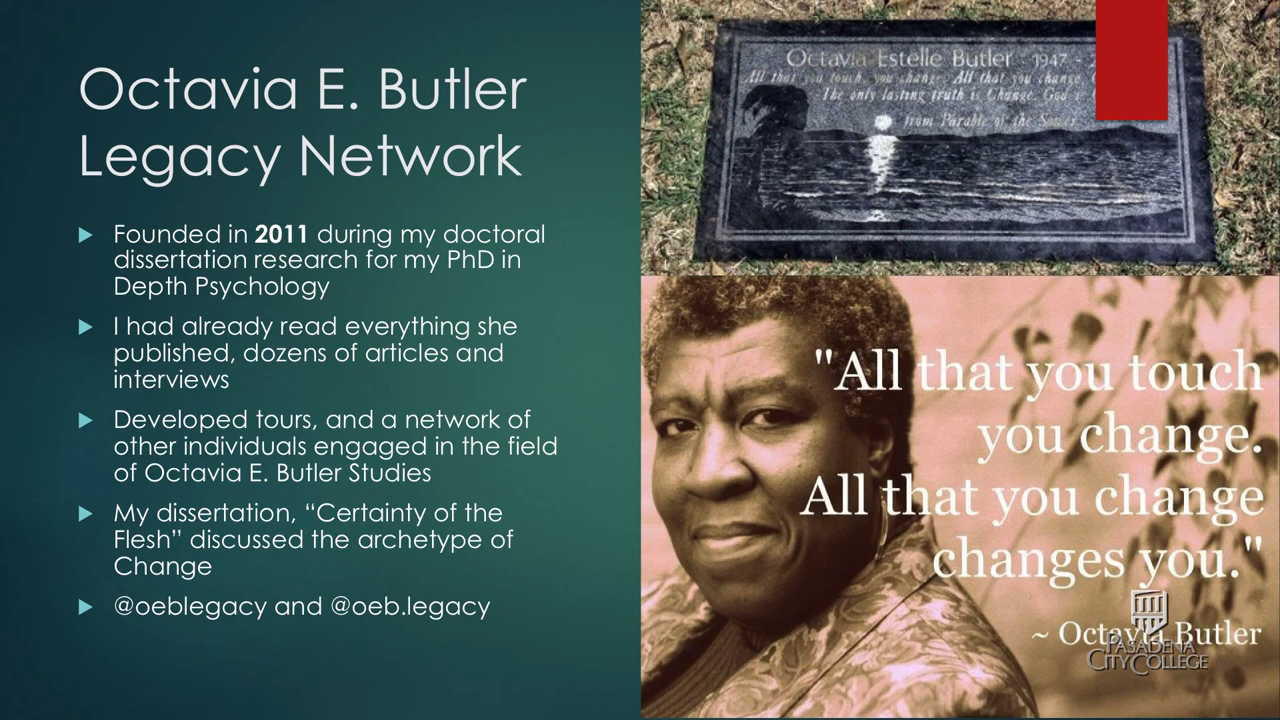 Octavia E. Butler
Legacy Network
Founded in 2011 during my doctoral
dissertation research for my PhD in
Depth Psychology
I had already read everything she
published, dozens of articles and
interviews
Developed tours, and a network of
other individuals engaged in the field
of Octavia E. Butler Studies
My dissertation, “Certainty of the
Flesh” discussed the archetype of
Change
@oeblegacy and @oeb.legacy
Octavia Estelle Butler 1947 -
All that you touch, you change. All that you change,
The only lasting truth is Change. God is
from Parable of the Sower
"All that you touch
you change.
All that you change
changes you."
~ Octavia Butler
PASADENA
CITY COLLEGE